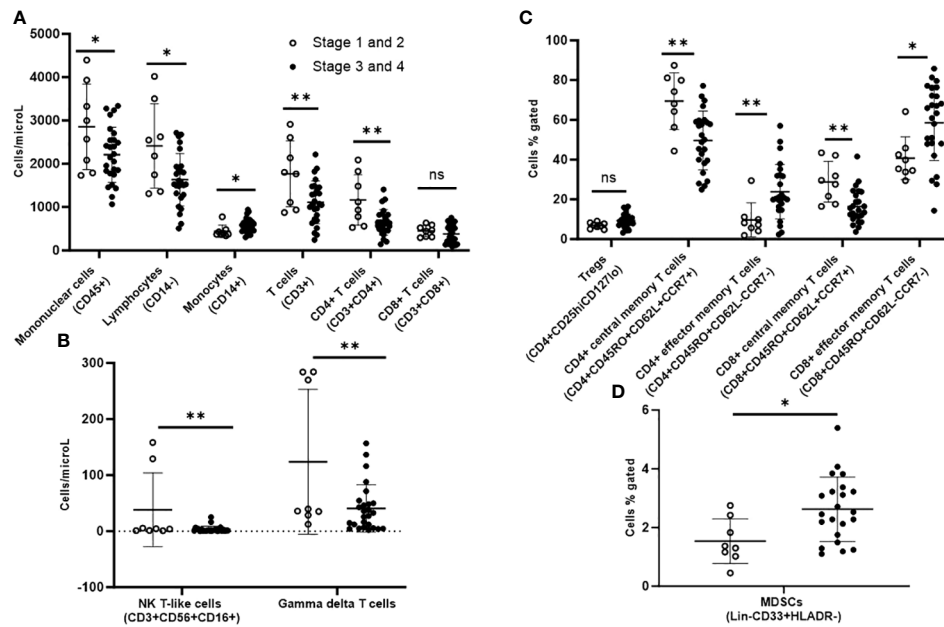 A
Cells/microL
5000
4000
3000
2000
1000
0
Stage 1 and 2
Stage 3 and 4
*
*
*
**
**
ns
Mononuclear cells
(CD45+)
Lymphocytes
(CD14-)
Monocytes
(CD14+)
T cells
(CD3+)
CD4+ T cells
(CD3+CD4+)
CD8+ T cells
(CD3+CD8+)
B
Cells/microL
300
200
100
0
-100
**
**
NK T-like cells
(CD3+CD56+CD16+)
Gamma delta T cells
C
Cells % gated
100
80
60
40
20
0
ns
**
**
**
*
Tregs
(CD4+CD25hiCD127lo)
CD4+ central memory T cells
(CD4+CD45RO+CD62L+CCR7+)
CD4+ effector memory T cells
(CD4+CD45RO+CD62L-CCR7-)
CD8+ central memory T cells
(CD8+CD45RO+CD62L+CCR7+)
CD8+ effector memory T cells
(CD8+CD45RO+CD62L-CCR7-)
D
Cells % gated
6
4
2
0
*
MDSCs
(Lin-CD33+HLADR-)